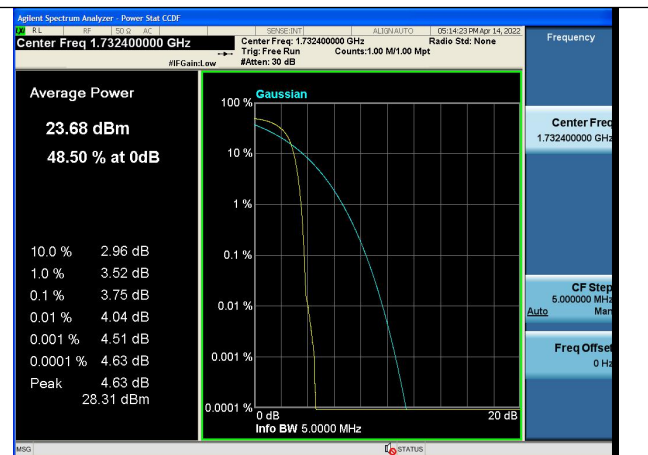 Agilent Spectrum Analyzer - Power Stat CCDF
RL RF 50 Ω AC SENSE:INT ALIGN AUTO 05:14:23 PM Apr 14, 2022
Center Freq 1.732400000 GHz
Center Freq: 1.732400000 GHz Radio Std: None
Trig: Free Run Counts:1.00 M/1.00 Mpt
#IFGain:Low #Atten: 30 dB
Frequency
Average Power
23.68 dBm
48.50 % at 0dB
10.0 % 2.96 dB
1.0 % 3.52 dB
0.1 % 3.75 dB
0.01 % 4.04 dB
0.001 % 4.51 dB
0.0001 % 4.63 dB
Peak 4.63 dB
28.31 dBm
Gaussian
100 %
10 %
1 %
0.1 %
0.01 %
0.001 %
0.0001 %
0 dB 20 dB
Info BW 5.0000 MHz
Center Freq
1.732400000 GHz
CF Step
5.000000 MHz
Auto Man
Freq Offset
0 Hz
MSG STATUS